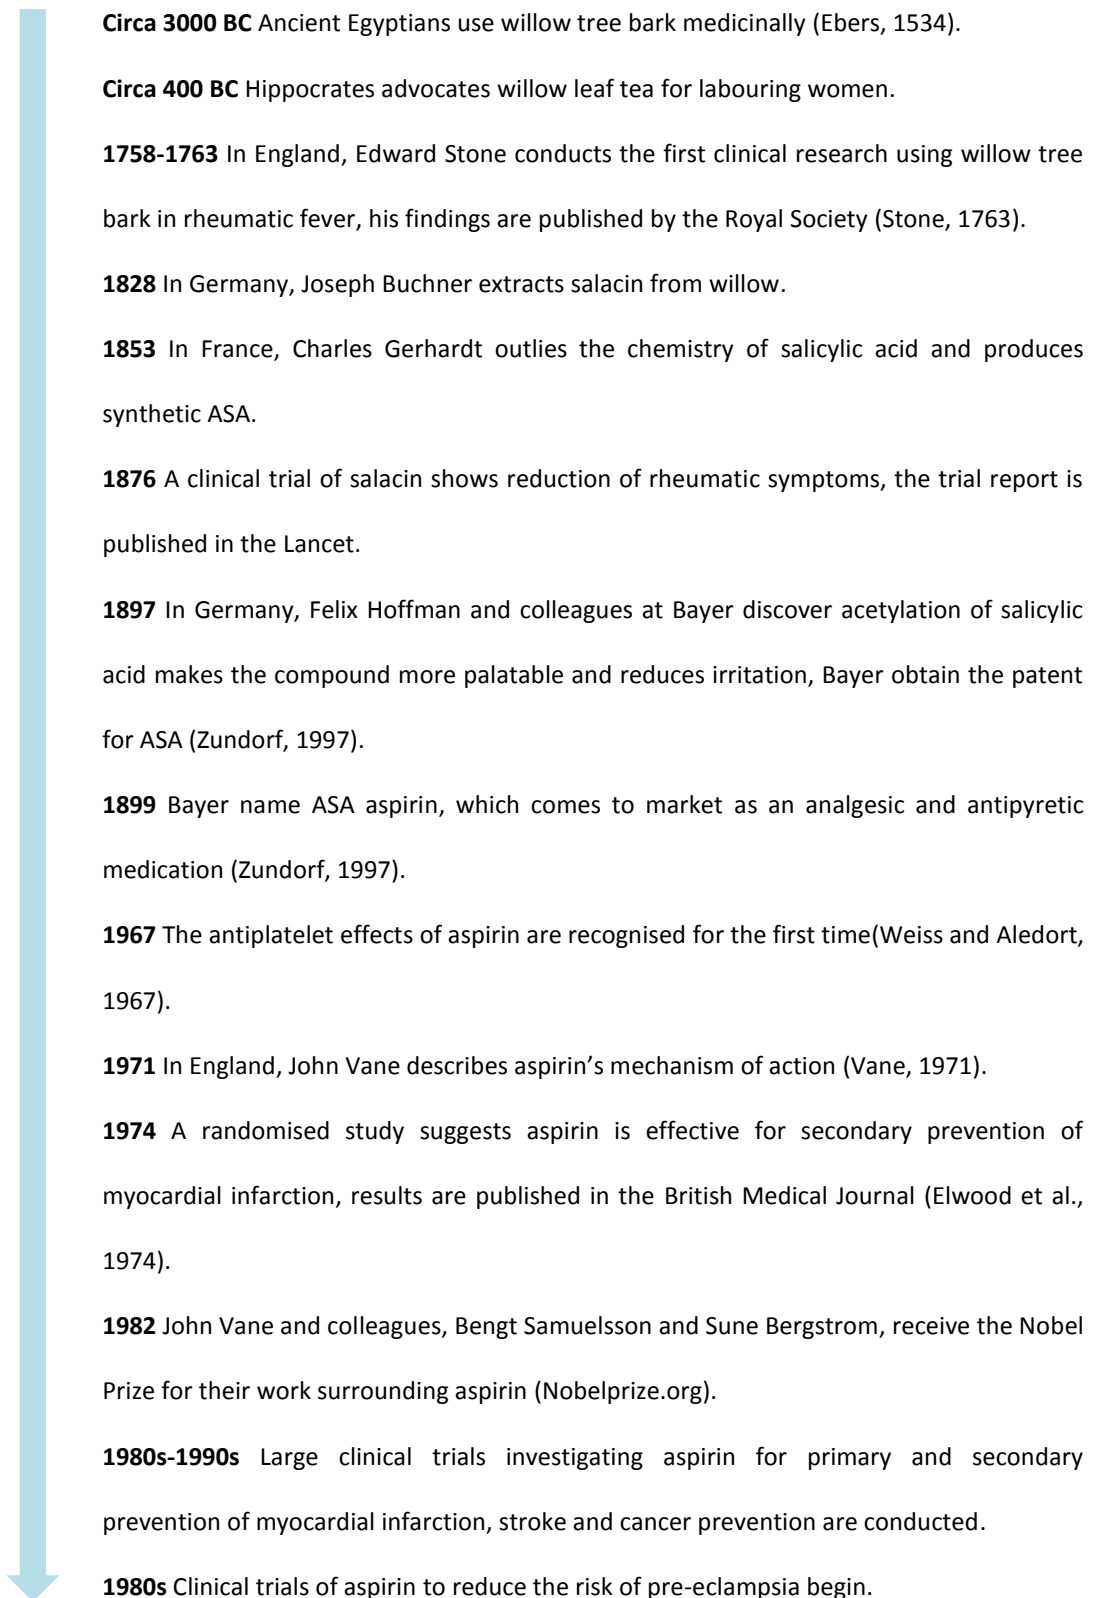 Circa 3000 BC Ancient Egyptians use willow tree bark medicinally (Ebers, 1534).
Circa 400 BC Hippocrates advocates willow leaf tea for labouring women.
1758-1763 In England, Edward Stone conducts the first clinical research using willow tree
bark in rheumatic fever, his findings are published by the Royal Society (Stone, 1763).
1828 In Germany, Joseph Buchner extracts salacin from willow.
1853 In France, Charles Gerhardt outlies the chemistry of salicylic acid and produces
synthetic ASA.
1876 A clinical trial of salacin shows reduction of rheumatic symptoms, the trial report is
published in the Lancet.
1897 In Germany, Felix Hoffman and colleagues at Bayer discover acetylation of salicylic
acid makes the compound more palatable and reduces irritation, Bayer obtain the patent
for ASA (Zundorf, 1997).
1899 Bayer name ASA aspirin, which comes to market as an analgesic and antipyretic
medication (Zundorf, 1997).
1967 The antiplatelet effects of aspirin are recognised for the first time(Weiss and Aledort,
1967).
1971 In England, John Vane describes aspirin’s mechanism of action (Vane, 1971).
1974 A randomised study suggests aspirin is effective for secondary prevention of
myocardial infarction, results are published in the British Medical Journal (Elwood et al.,
1974).
1982 John Vane and colleagues, Bengt Samuelsson and Sune Bergstrom, receive the Nobel
Prize for their work surrounding aspirin (Nobelprize.org).
1980s-1990s Large clinical trials investigating aspirin for primary and secondary
prevention of myocardial infarction, stroke and cancer prevention are conducted.
1980s Clinical trials of aspirin to reduce the risk of pre-eclampsia begin.